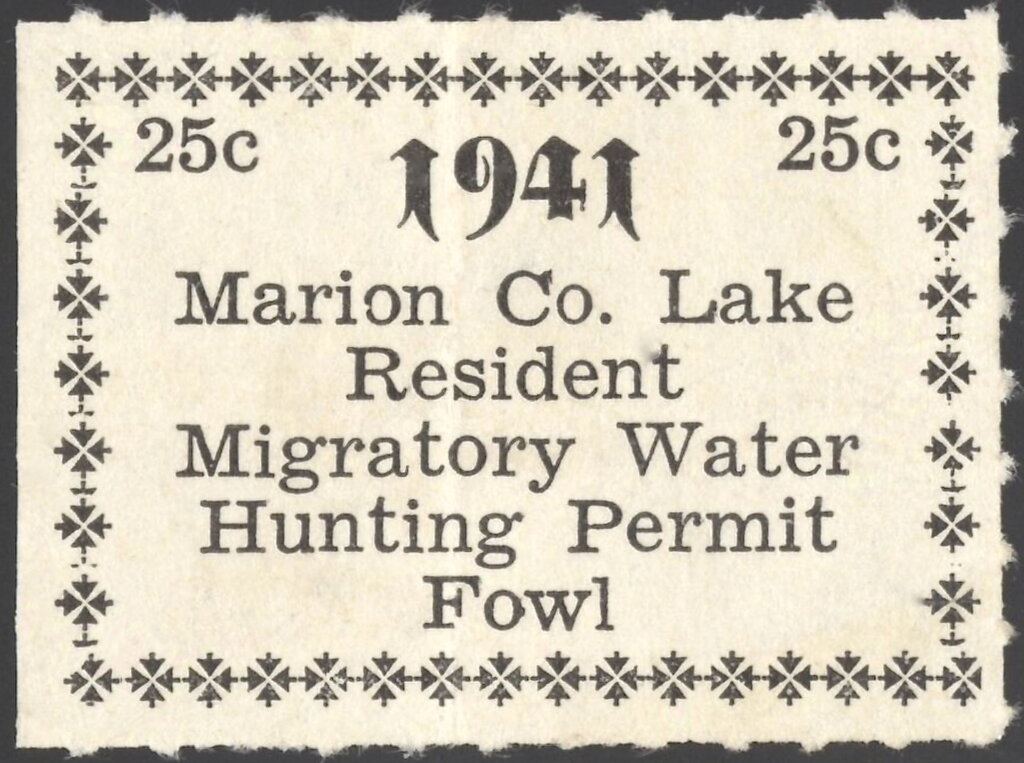 25c 1941 25c
Marion Co. Lake
Resident
Migratory Water
Hunting Permit
Fowl